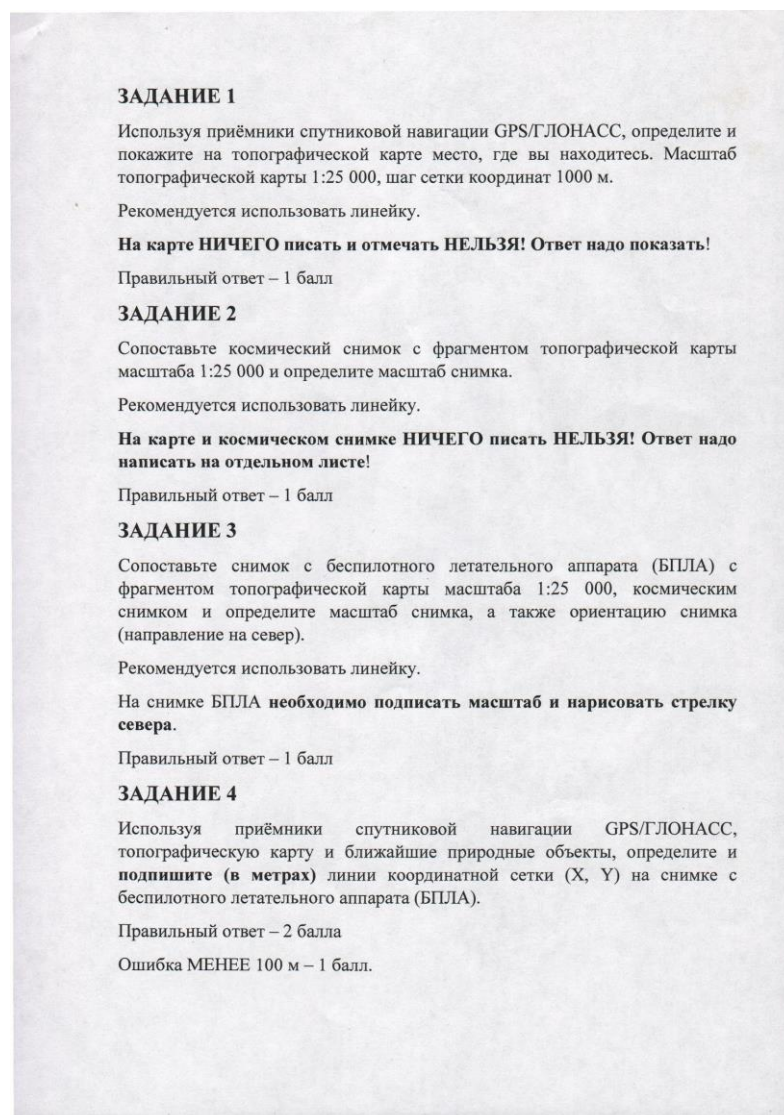 ЗАДАНИЕ 1
Используя приёмники спутниковой навигации GPS/ГЛОНАСС, определите и
покажите на топографической карте место, где вы находитесь. Масштаб
топографической карты 1:25 000, шаг сетки координат 1000 м.
Рекомендуется использовать линейку.
На карте НИЧЕГО писать и отмечать НЕЛЬЗЯ! Ответ надо показать!
Правильный ответ – 1 балл
ЗАДАНИЕ 2
Сопоставьте космический снимок с фрагментом топографической карты
масштаба 1:25 000 и определите масштаб снимка.
Рекомендуется использовать линейку.
На карте и космическом снимке НИЧЕГО писать НЕЛЬЗЯ! Ответ надо
написать на отдельном листе!
Правильный ответ – 1 балл
ЗАДАНИЕ 3
Сопоставьте снимок с беспилотного летательного аппарата (БПЛА) с
фрагментом топографической карты масштаба 1:25 000, космическим
снимком и определите масштаб снимка, а также ориентацию снимка
(направление на север).
Рекомендуется использовать линейку.
На снимке БПЛА необходимо подписать масштаб и нарисовать стрелку
севера.
Правильный ответ – 1 балл
ЗАДАНИЕ 4
Используя приёмники спутниковой навигации GPS/ГЛОНАСС,
топографическую карту и ближайшие природные объекты, определите и
подпишите (в метрах) линии координатной сетки (X, Y) на снимке с
беспилотного летательного аппарата (БПЛА).
Правильный ответ – 2 балла
Ошибка МЕНЕЕ 100 м – 1 балл.